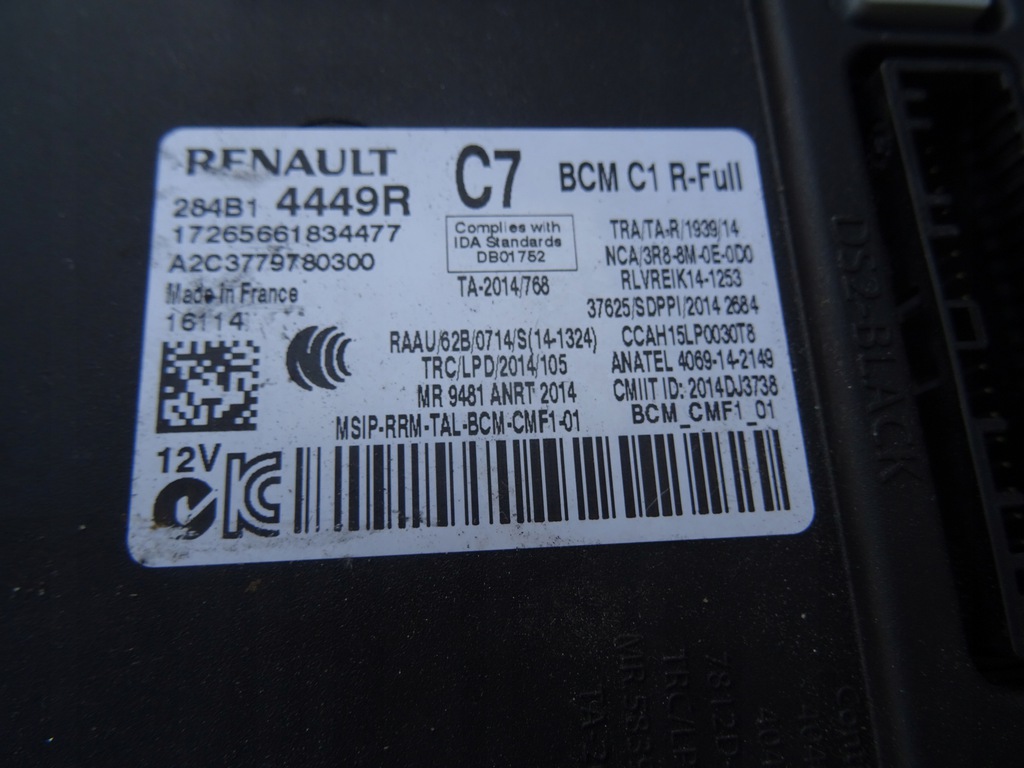 RENAULT
284B1 4449R
17265661834477
A2C3779780300
Made in France
16114
C7
BCM C1 R-Full
Complies with
IDA Standards
DB01752
TA-2014/768
TRA/TA-R/1939/14
NCA/3R8-8M-0E-0D0
RLVREIK14-1253
37625/SDPPI/2014 2684
RAAU/62B/0714/S(14-1324)
CCAH15LP0030T8
TRC/LPD/2014/105
ANATEL 4069-14-2149
MR 9481 ANRT 2014
CMIIT ID: 2014DJ3738
MSIP-RRM-TAL-BCM-CMF1-01
BCM_CMF1_01
12V
DS2-BLACK